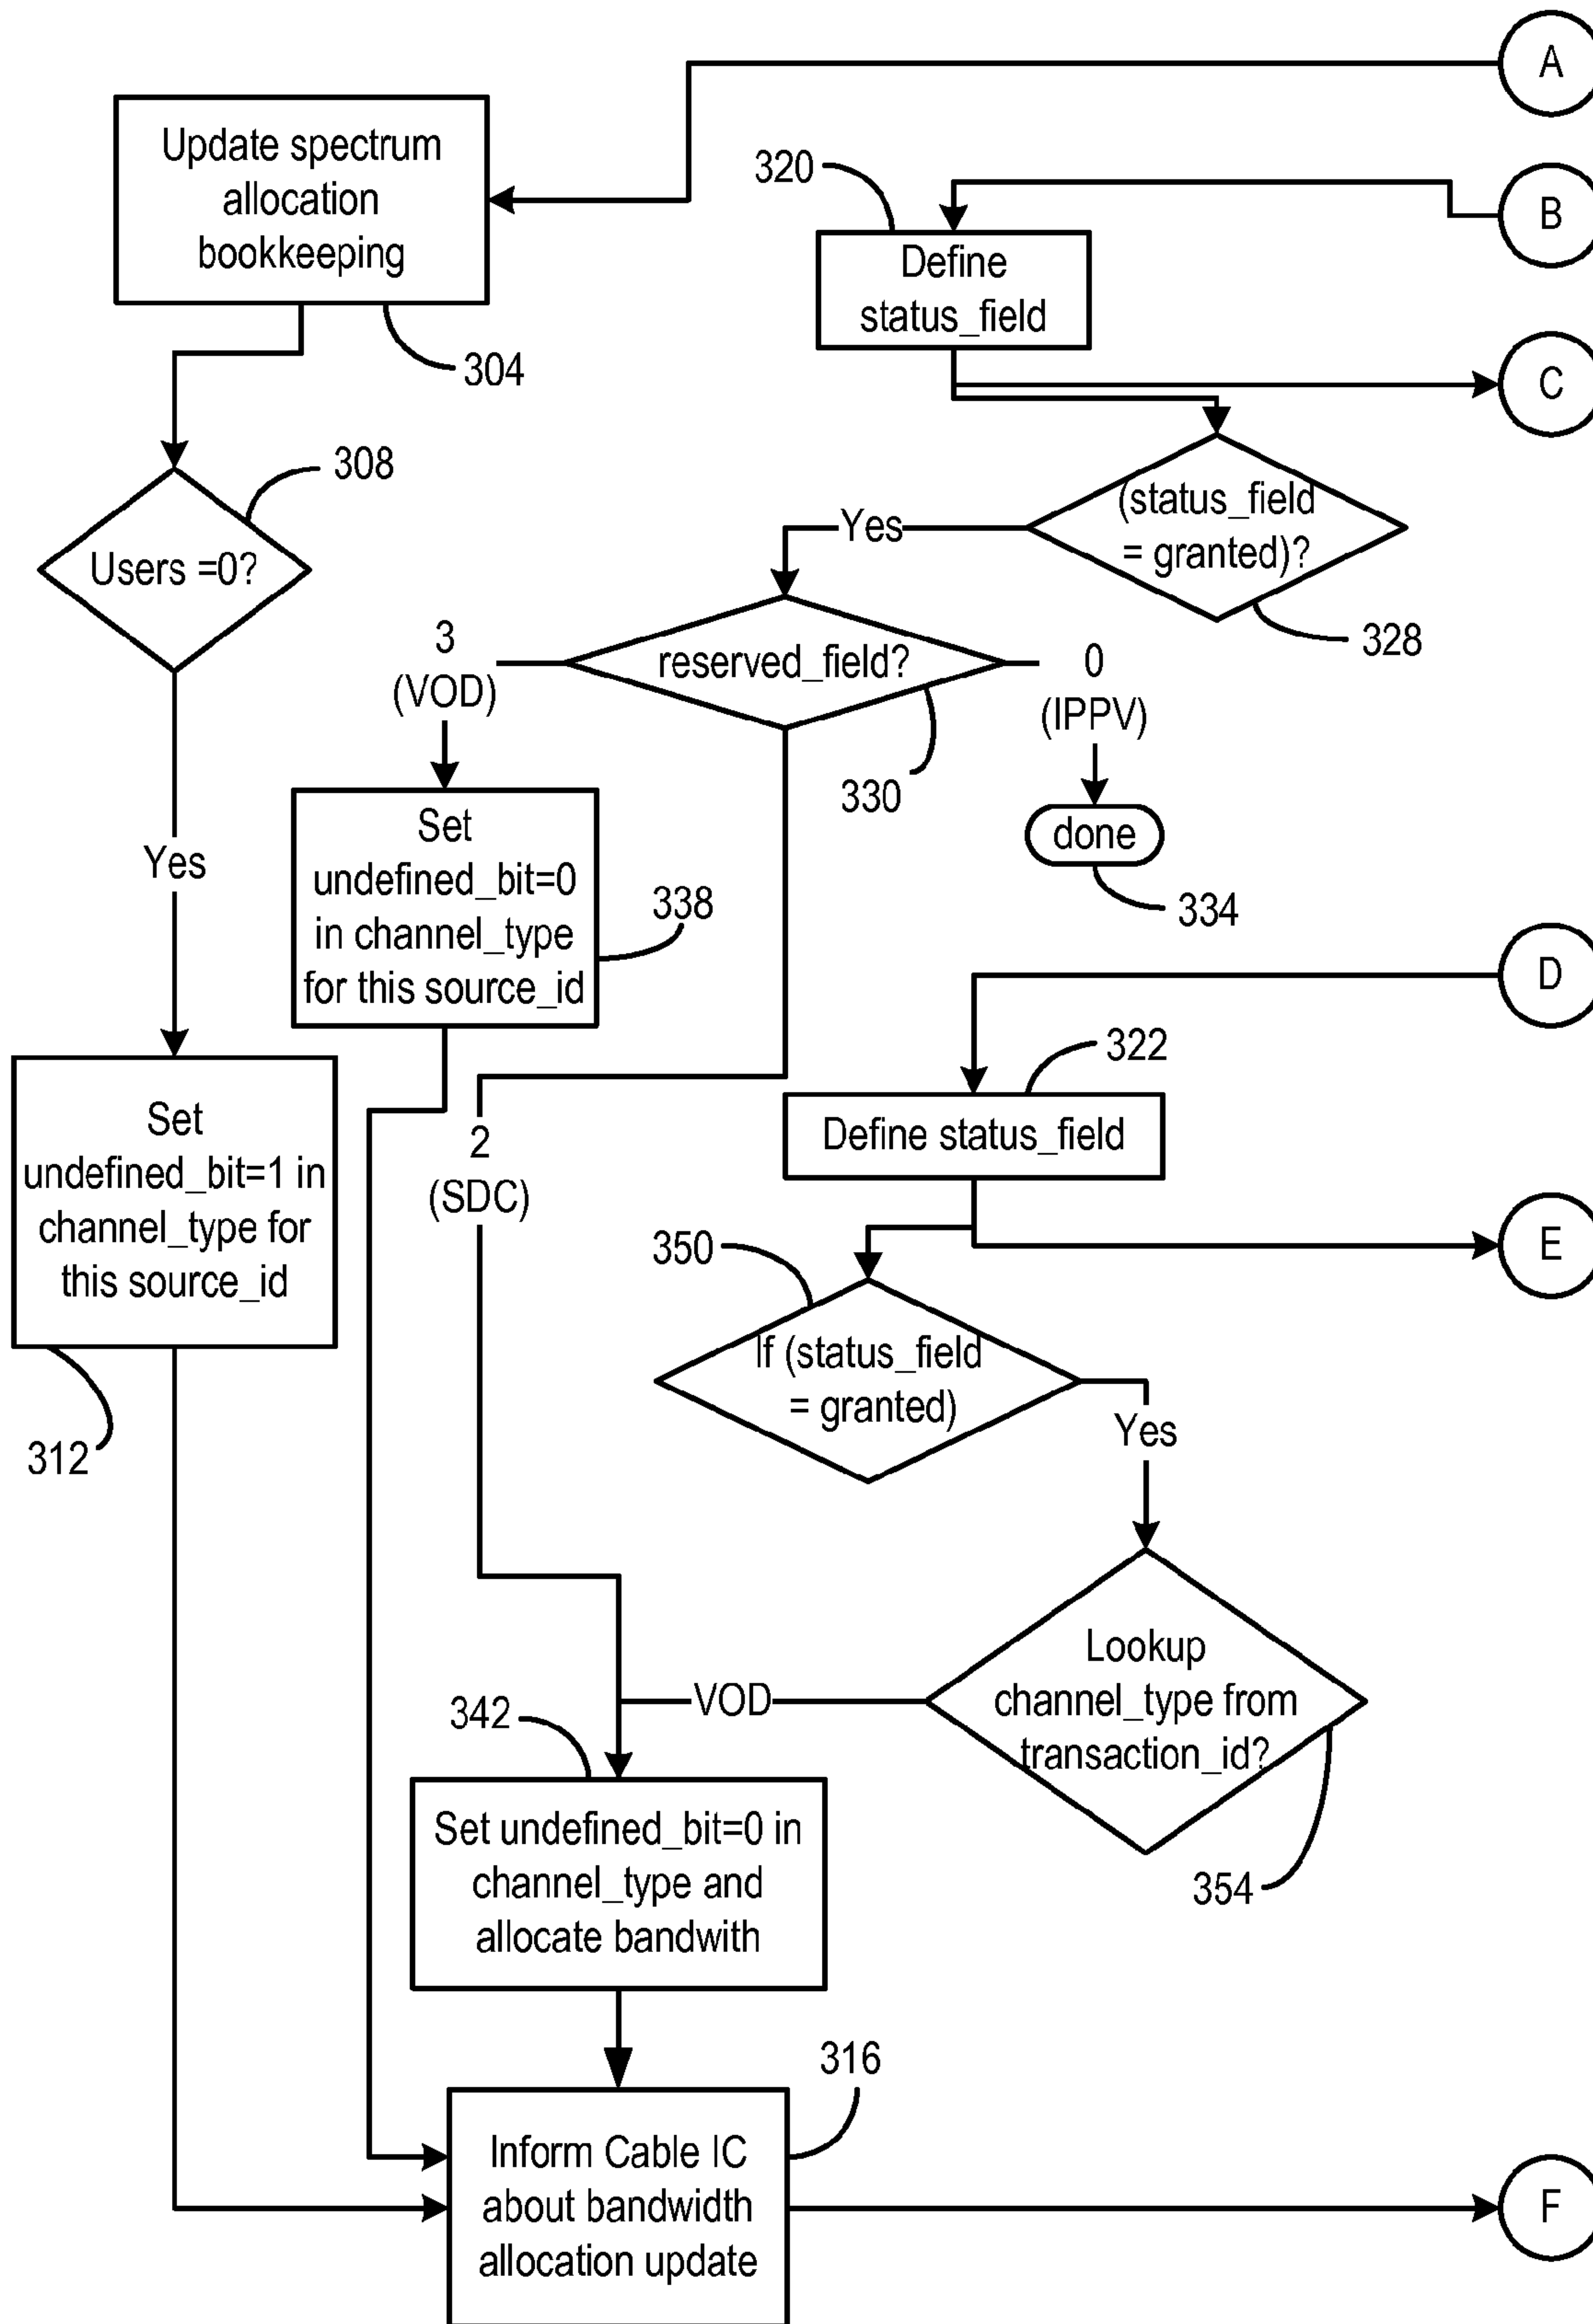 A
Update spectrum
allocation
bookkeeping
304
320
B
Define
status_field
C
308
Users =0?
(status_field
= granted)?
328
Yes
reserved_field?
330
3
(VOD)
0
(IPPV)
done
334
Yes
Set
undefined_bit=0
in channel_type
for this source_id
338
D
322
Define status_field
Set
undefined_bit=1 in
channel_type for
this source_id
312
2
(SDC)
E
350
If (status_field
= granted)
Yes
Lookup
channel_type from
transaction_id?
354
VOD
342
Set undefined_bit=0 in
channel_type and
allocate bandwith
316
Inform Cable IC
about bandwidth
allocation update
F